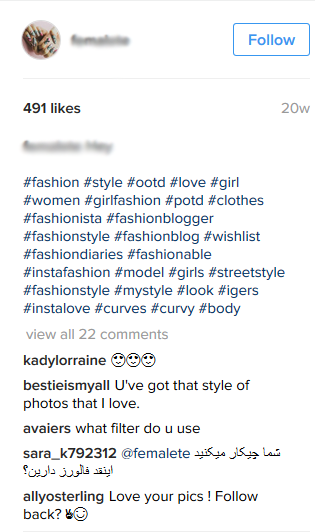 Follow
491 likes
20w
#fashion #style #ootd #love #girl
#women #girlfashion #potd #clothes
#fashionista #fashionblogger
#fashionstyle #fashionblog #wishlist
#fashiondiaries #fashionable
#instafashion #model #girls #streetstyle
#fashionstyle #mystyle #look #igers
#instalove #curves #curvy #body
view all 22 comments
kadylorraine 😍😍😍
bestieismyall U've got that style of
photos that I love.
avaiers what filter do u use
sara_k792312 @femalete شما چیکار میکنید
اینقد فالورز دارین؟
allyosterling Love your pics ! Follow
back?✌😊